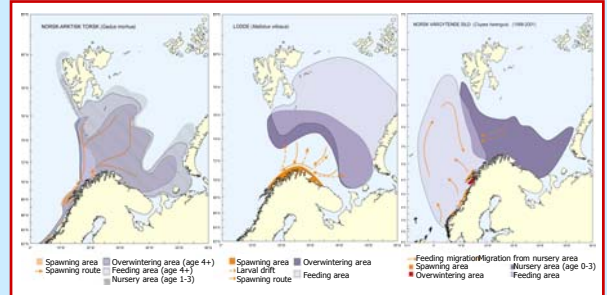 NORSK-ARKTISK TORSK (Gadus morhua)
LODDE (Mallotus villosus)
NORSK VÅRGYTENDE SILD (Clupea harengus) (1998-2001)
Spawning area
Spawning route
Overwintering area (age 4+)
Feeding area (age 4+)
Nursery area (age 1-3)
Spawning area
Larval drift
Spawning route
Overwintering area
Feeding area
Feeding migration
Spawning area
Overwintering area
Migration from nursery area
Nursery area (age 0-3)
Feeding area